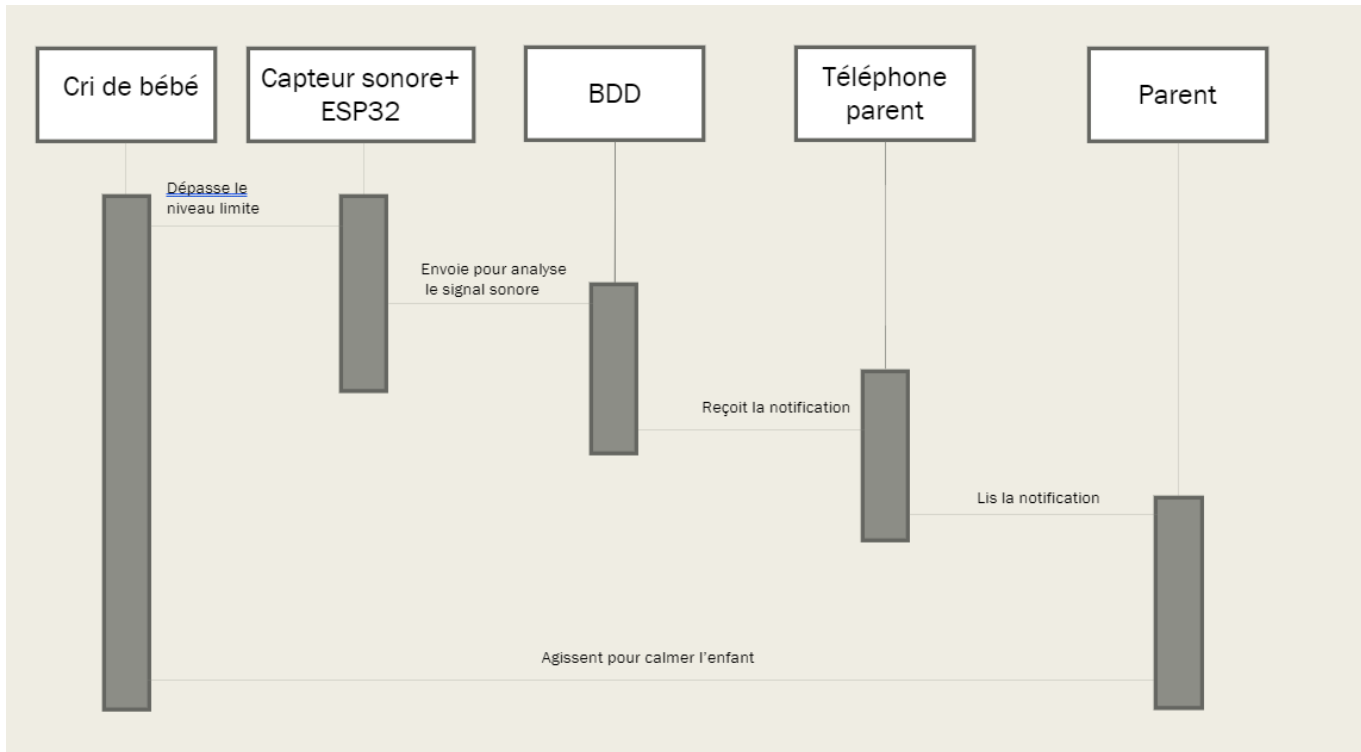 Cri de bébé
Capteur sonore+
ESP32
BDD
Téléphone
parent
Parent
Dépasse le
niveau limite
Envoie pour analyse
le signal sonore
Reçoit la notification
Lis la notification
Agissent pour calmer l'enfant